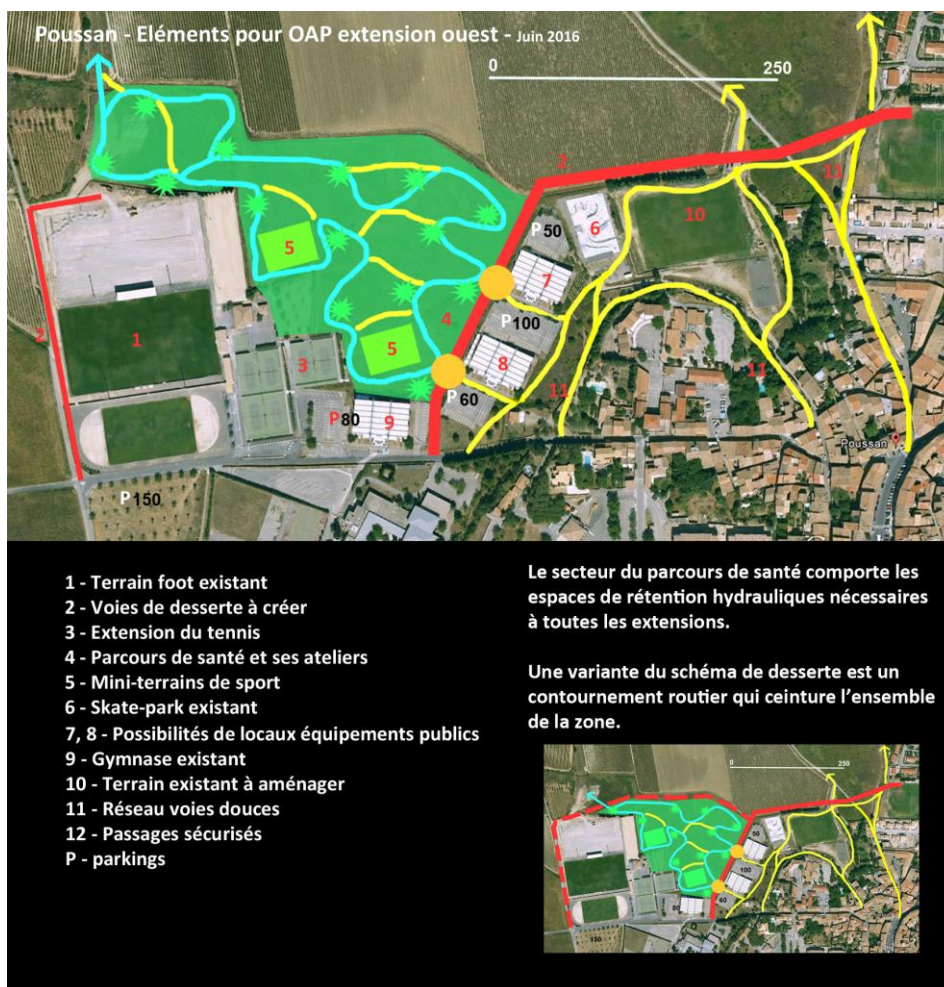 Poussan - Eléments pour OAP extension ouest - Juin 2016
0 250
2
11
6
10
P50
7
5
1
2
P100
4
3
5
8
11
11
P60
P80
9
Poussan
P150
1 - Terrain foot existant
2 - Voies de desserte à créer
3 - Extension du tennis
4 - Parcours de santé et ses ateliers
5 - Mini-terrains de sport
6 - Skate-park existant
7, 8 - Possibilités de locaux équipements publics
9 - Gymnase existant
10 - Terrain existant à aménager
11 - Réseau voies douces
12 - Passages sécurisés
P - parkings
Le secteur du parcours de santé comporte les
espaces de rétention hydrauliques nécessaires
à toutes les extensions.
Une variante du schéma de desserte est un
contournement routier qui ceinture l’ensemble
de la zone.
0 250
50
100
60
80
150